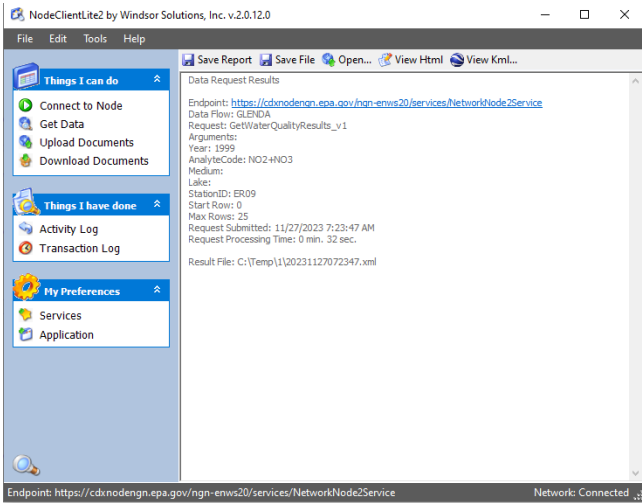 NodeClientLite2 by Windsor Solutions, Inc. v.2.0.12.0
File Edit Tools Help
Things I can do
Connect to Node
Get Data
Upload Documents
Download Documents
Things I have done
Activity Log
Transaction Log
My Preferences
Services
Application
Save Report Save File Open... View Html View Kml...
Data Request Results
Endpoint: https://cdxnodengn.epa.gov/ngn-enws20/services/NetworkNode2Service
Data Flow: GLENDA
Request: GetWaterQualityResults_v1
Arguments:
Year: 1999
AnalyteCode: NO2+NO3
Medium:
Lake:
StationID: ER09
Start Row: 0
Max Rows: 25
Request Submitted: 11/27/2023 7:23:47 AM
Request Processing Time: 0 min. 32 sec.
Result File: C:\Temp\1\20231127072347.xml
Endpoint: https://cdxnodengn.epa.gov/ngn-enws20/services/NetworkNode2Service Network: Connected